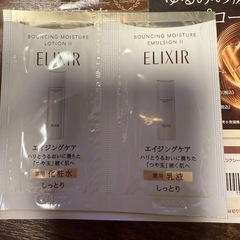 BOUNCING MOISTURE
LOTION II
ELIXIR
エイジングケア
ハリとうるおいに満ちた
「つや玉」続く肌へ
薬用 化粧水
しっとり
BOUNCING MOISTURE
EMULSION II
ELIXIR
エイジングケア
ハリとうるおいに満ちた
「つや玉」続く肌へ
薬用 乳液
しっとり